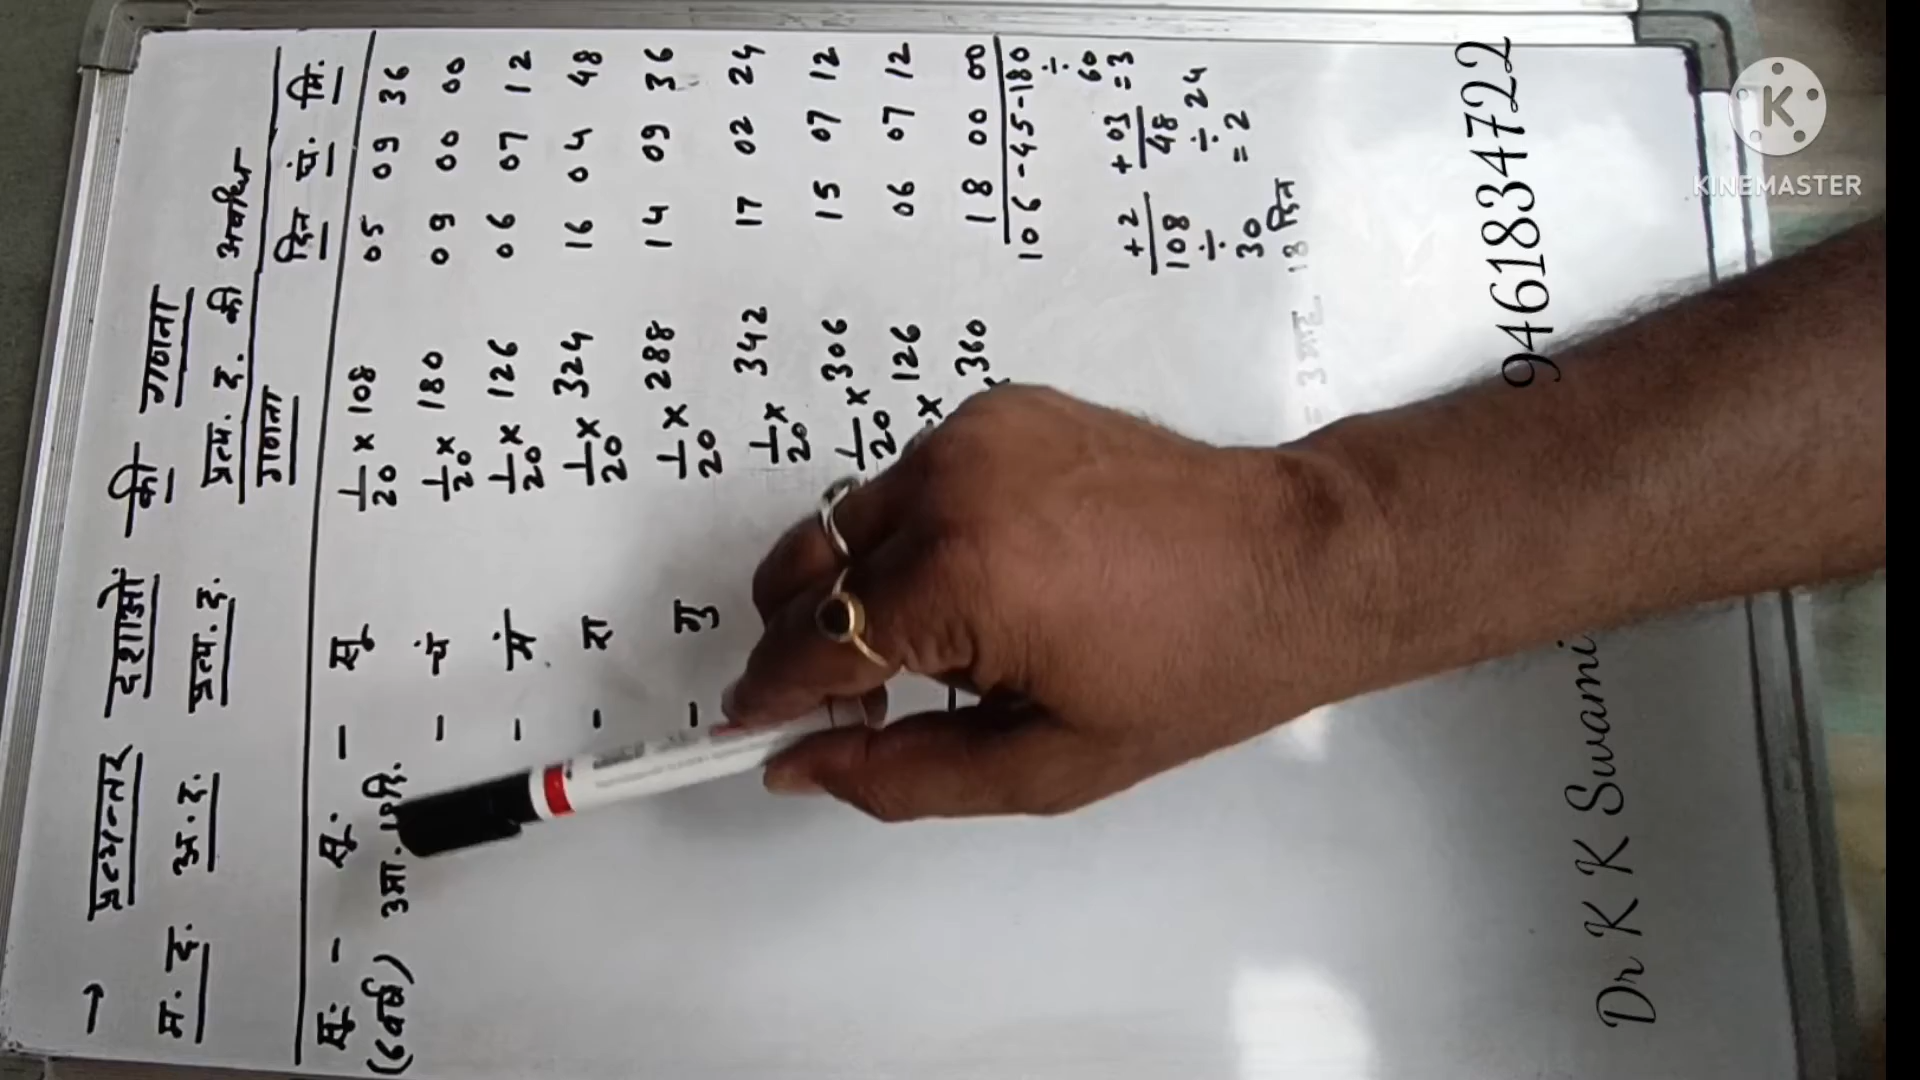 → प्रत्यन्तर दशाओं की गणना
म. द. अ. द. प्रत्य. द. प्रत्य. द. की अवधि
गणना दिन घं. मि.
सू. - सू. - सू 1/20 x 108 05 09 36
(6वर्ष) 3मा. 18दि. - चं 1/20 x 180 09 00 00
- मं 1/20 x 126 06 07 12
- रा 1/20 x 324 16 04 48
- गु 1/20 x 288 14 09 36
1/20 x 342 17 02 24
1/20 x 306 15 07 12
x 126 06 07 12
x 360 18 00 00
106 - 45 - 180
÷
60
+ 2 + 03 = 3
108 48
÷ ÷ 24
30 = 2
= 3 माह 18 दिन
9461834722
Dr K K Swami
K
KINEMASTER